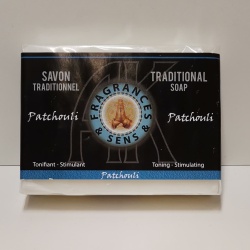 SAVON
TRADITIONNEL
Patchouli
Tonifiant - Stimulant
FRAGRANCES
& SENS &
TRADITIONAL
SOAP
Patchouli
Toning - Stimulating
Patchouli